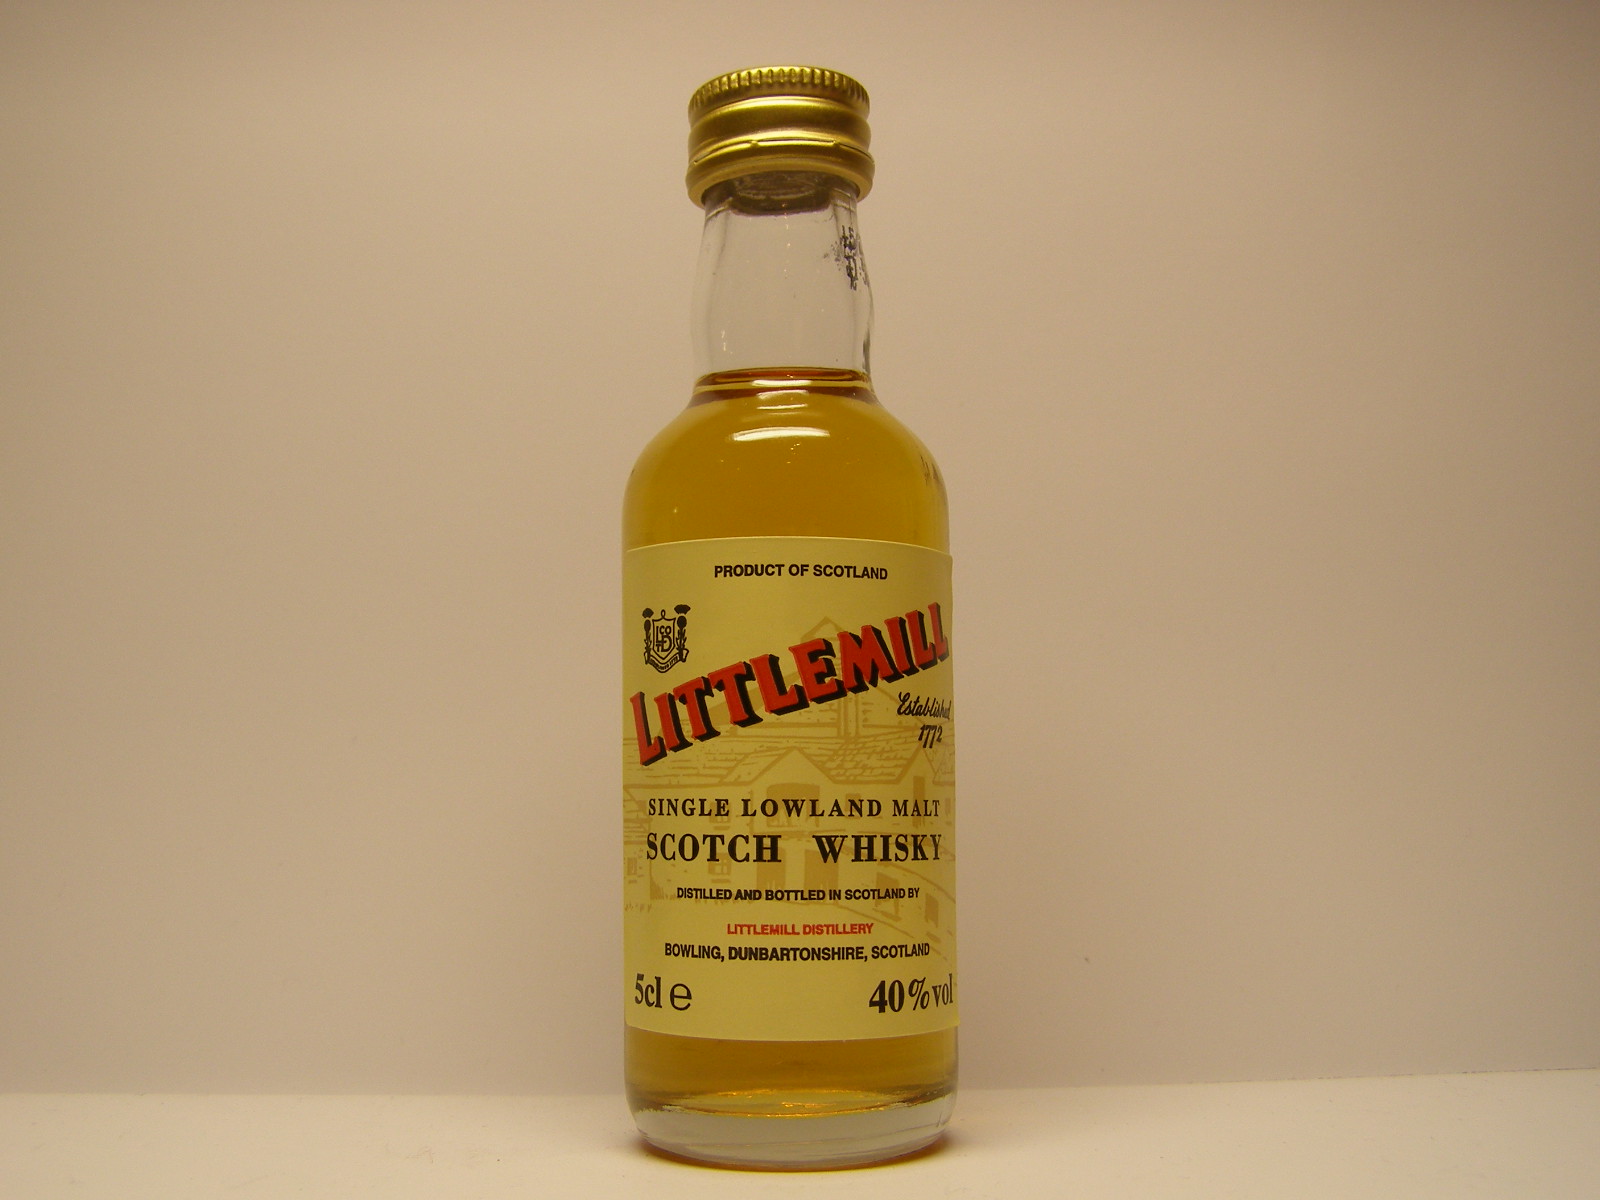 PRODUCT OF SCOTLAND
LITTLEMILL
Established
1772
SINGLE LOWLAND MALT
SCOTCH WHISKY
DISTILLED AND BOTTLED IN SCOTLAND BY
LITTLEMILL DISTILLERY
BOWLING, DUNBARTONSHIRE, SCOTLAND
5cl e 40% vol